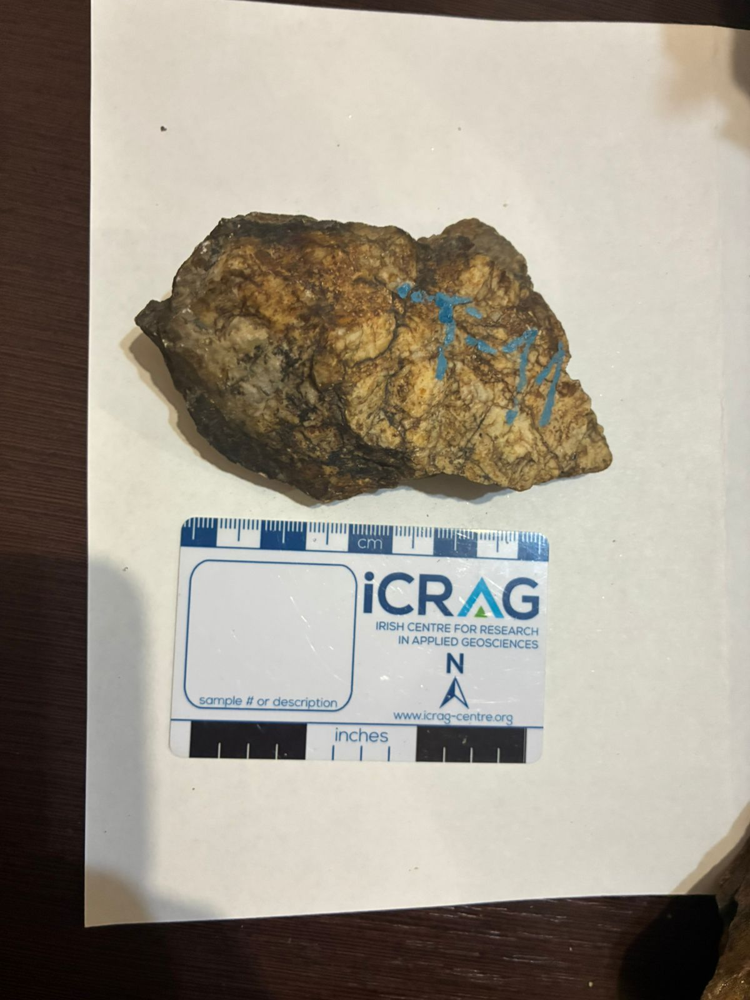 T-11
cm
iCRAG
IRISH CENTRE FOR RESEARCH
IN APPLIED GEOSCIENCES
N
sample # or description
www.icrag-centre.org
inches